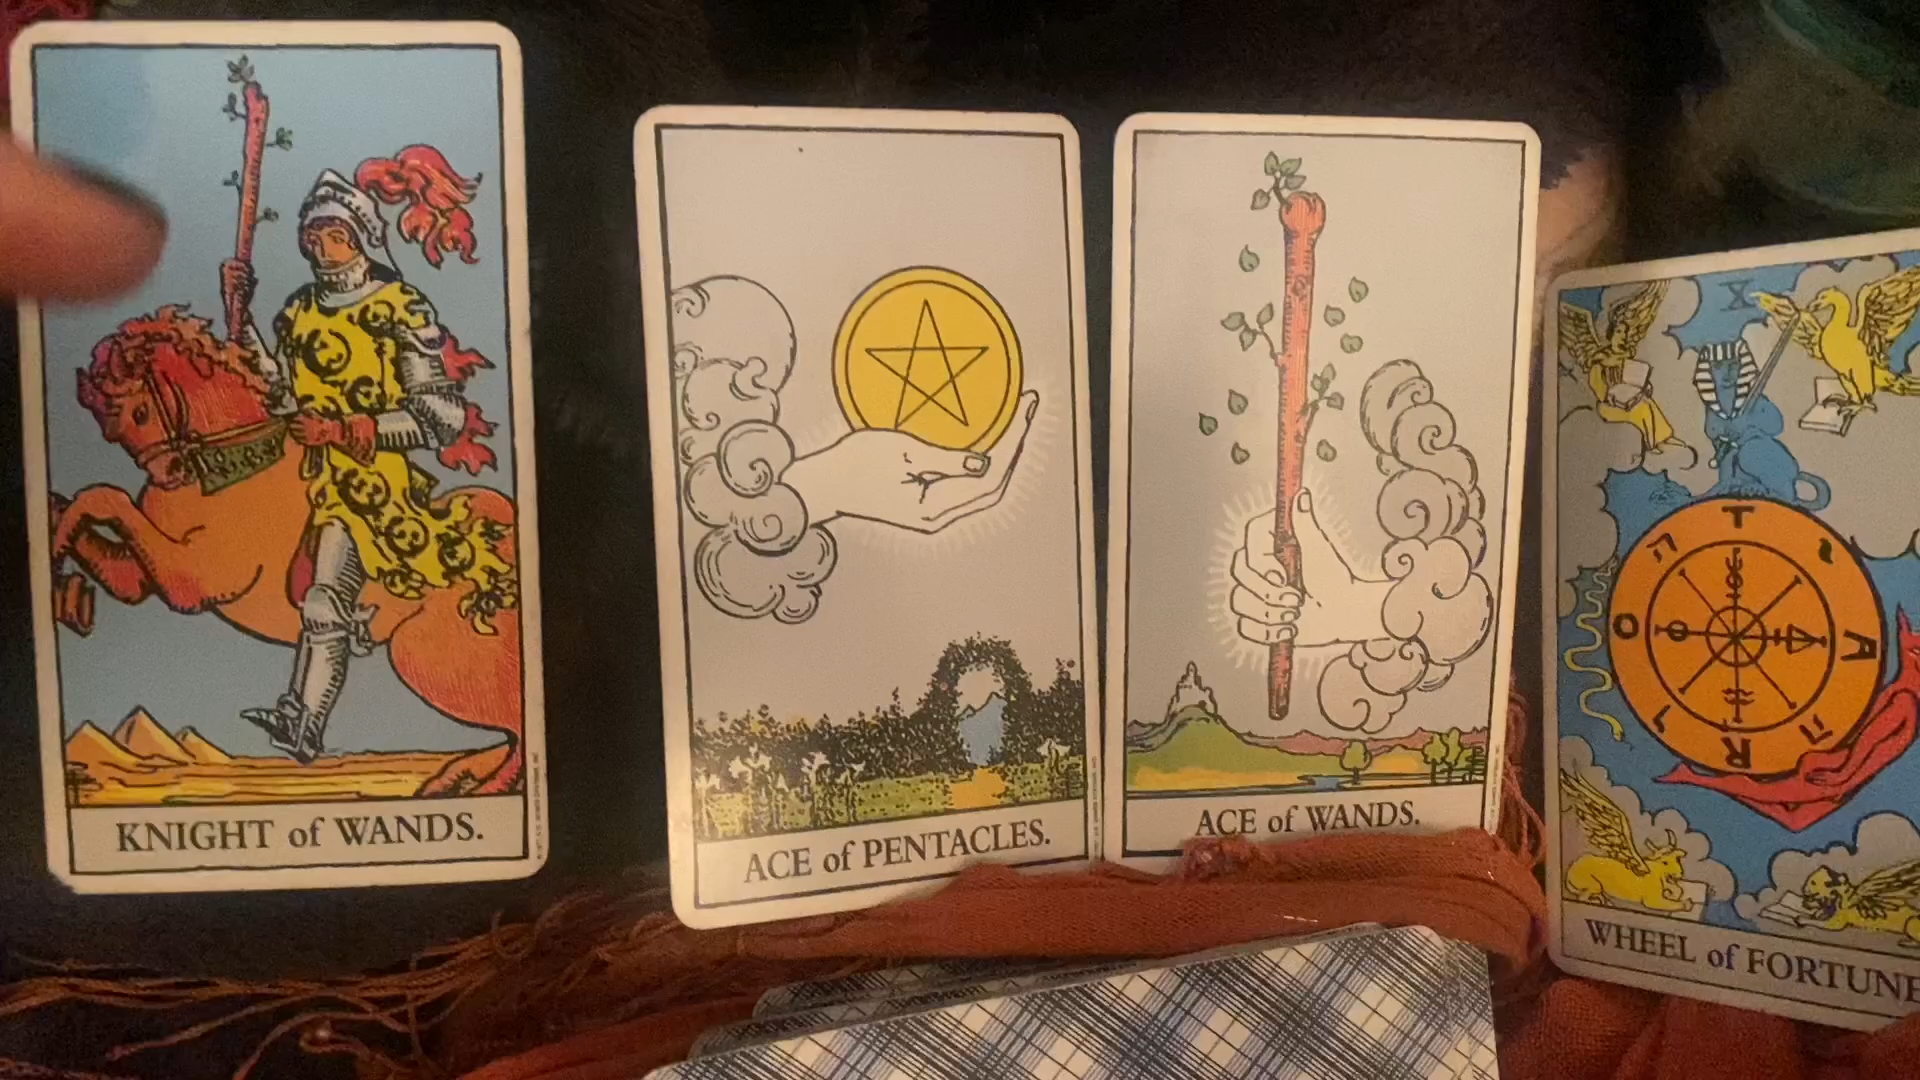 KNIGHT of WANDS.
ACE of PENTACLES.
ACE of WANDS.
X
T
A
R
O
WHEEL of FORTUNE